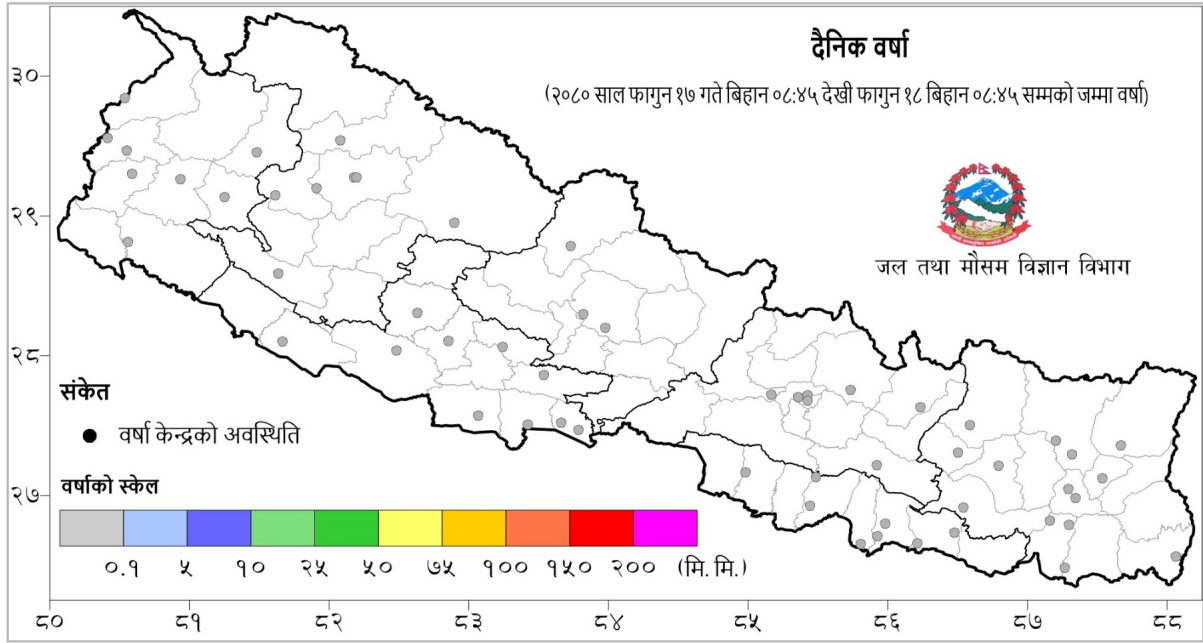 दैनिक वर्षा
(२०८० साल फागुन १७ गते बिहान ०८:४५ देखी फागुन १८ बिहान ०८:४५ सम्मको जम्मा वर्षा)
जल तथा मौसम विज्ञान विभाग
३०
२९
२८
२७
संकेत
वर्षा केन्द्रको अवस्थिति
वर्षाको स्केल
०.१ ५ १० २५ ५० ७५ १०० १५० २०० (मि. मि.)
८० ८१ ८२ ८३ ८४ ८५ ८६ ८७ ८८